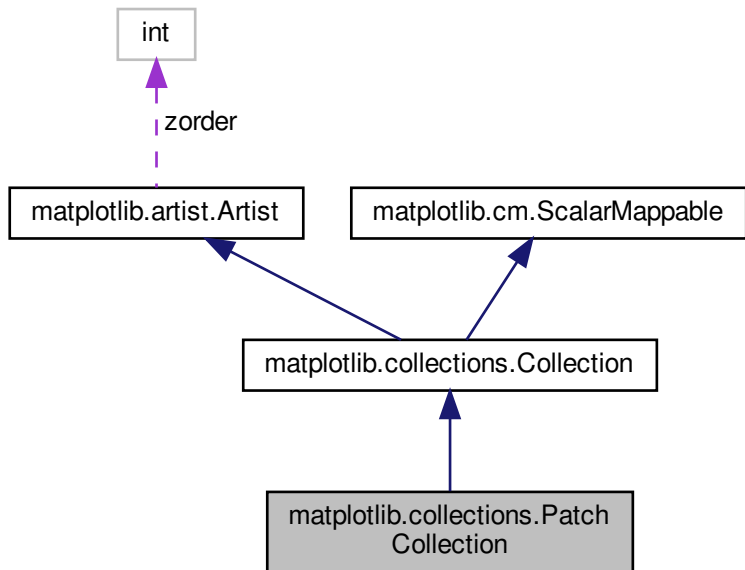 int
zorder
matplotlib.artist.Artist
matplotlib.cm.ScalarMappable
matplotlib.collections.Collection
matplotlib.collections.Patch
Collection